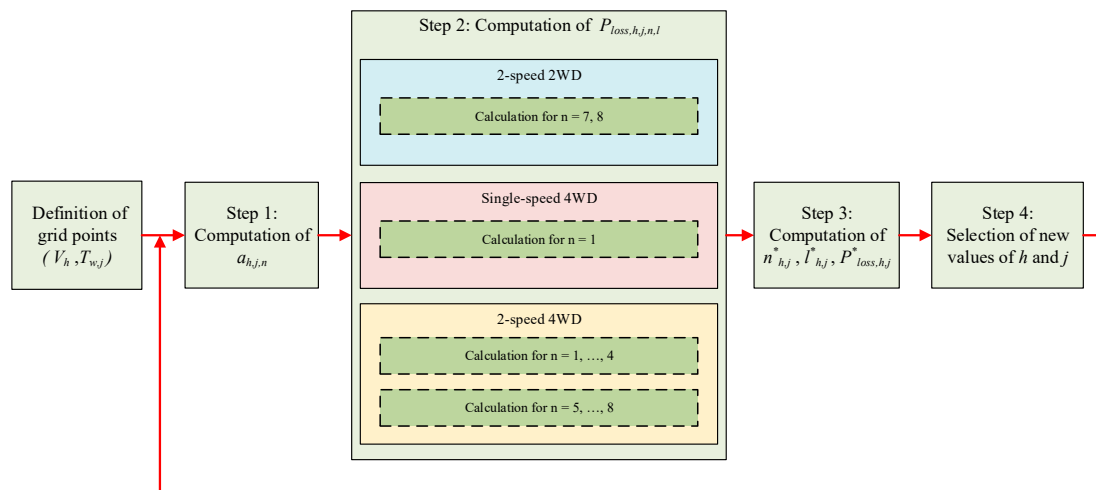 Step 2: Computation of P_loss,h,j,n,l
2-speed 2WD
Calculation for n = 7, 8
Definition of
grid points
( V_h ,T_w,j )
Step 1:
Computation of
a_h,j,n
Single-speed 4WD
Calculation for n = 1
2-speed 4WD
Calculation for n = 1, …, 4
Calculation for n = 5, …, 8
Step 3:
Computation of
n*_h,j , l*_h,j , P*_loss,h,j
Step 4:
Selection of new
values of h and j